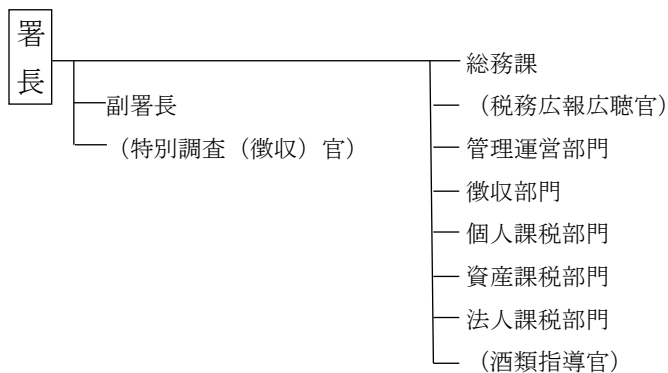 署長
副署長
（特別調査（徴収）官）
総務課
（税務広報広聴官）
管理運営部門
徴収部門
個人課税部門
資産課税部門
法人課税部門
（酒類指導官）